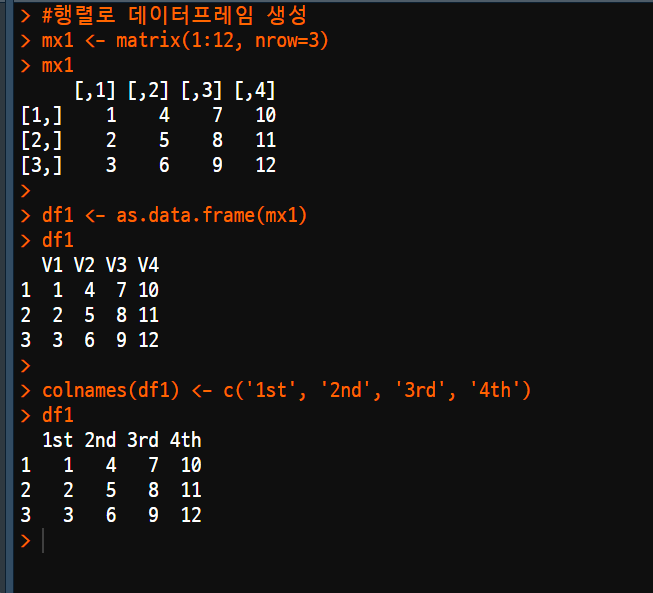 > #행렬로 데이터프레임 생성
> mx1 <- matrix(1:12, nrow=3)
> mx1
     [,1] [,2] [,3] [,4]
[1,]    1    4    7   10
[2,]    2    5    8   11
[3,]    3    6    9   12
>
> df1 <- as.data.frame(mx1)
> df1
  V1 V2 V3 V4
1  1  4  7 10
2  2  5  8 11
3  3  6  9 12
>
> colnames(df1) <- c('1st', '2nd', '3rd', '4th')
> df1
  1st 2nd 3rd 4th
1   1   4   7  10
2   2   5   8  11
3   3   6   9  12
>